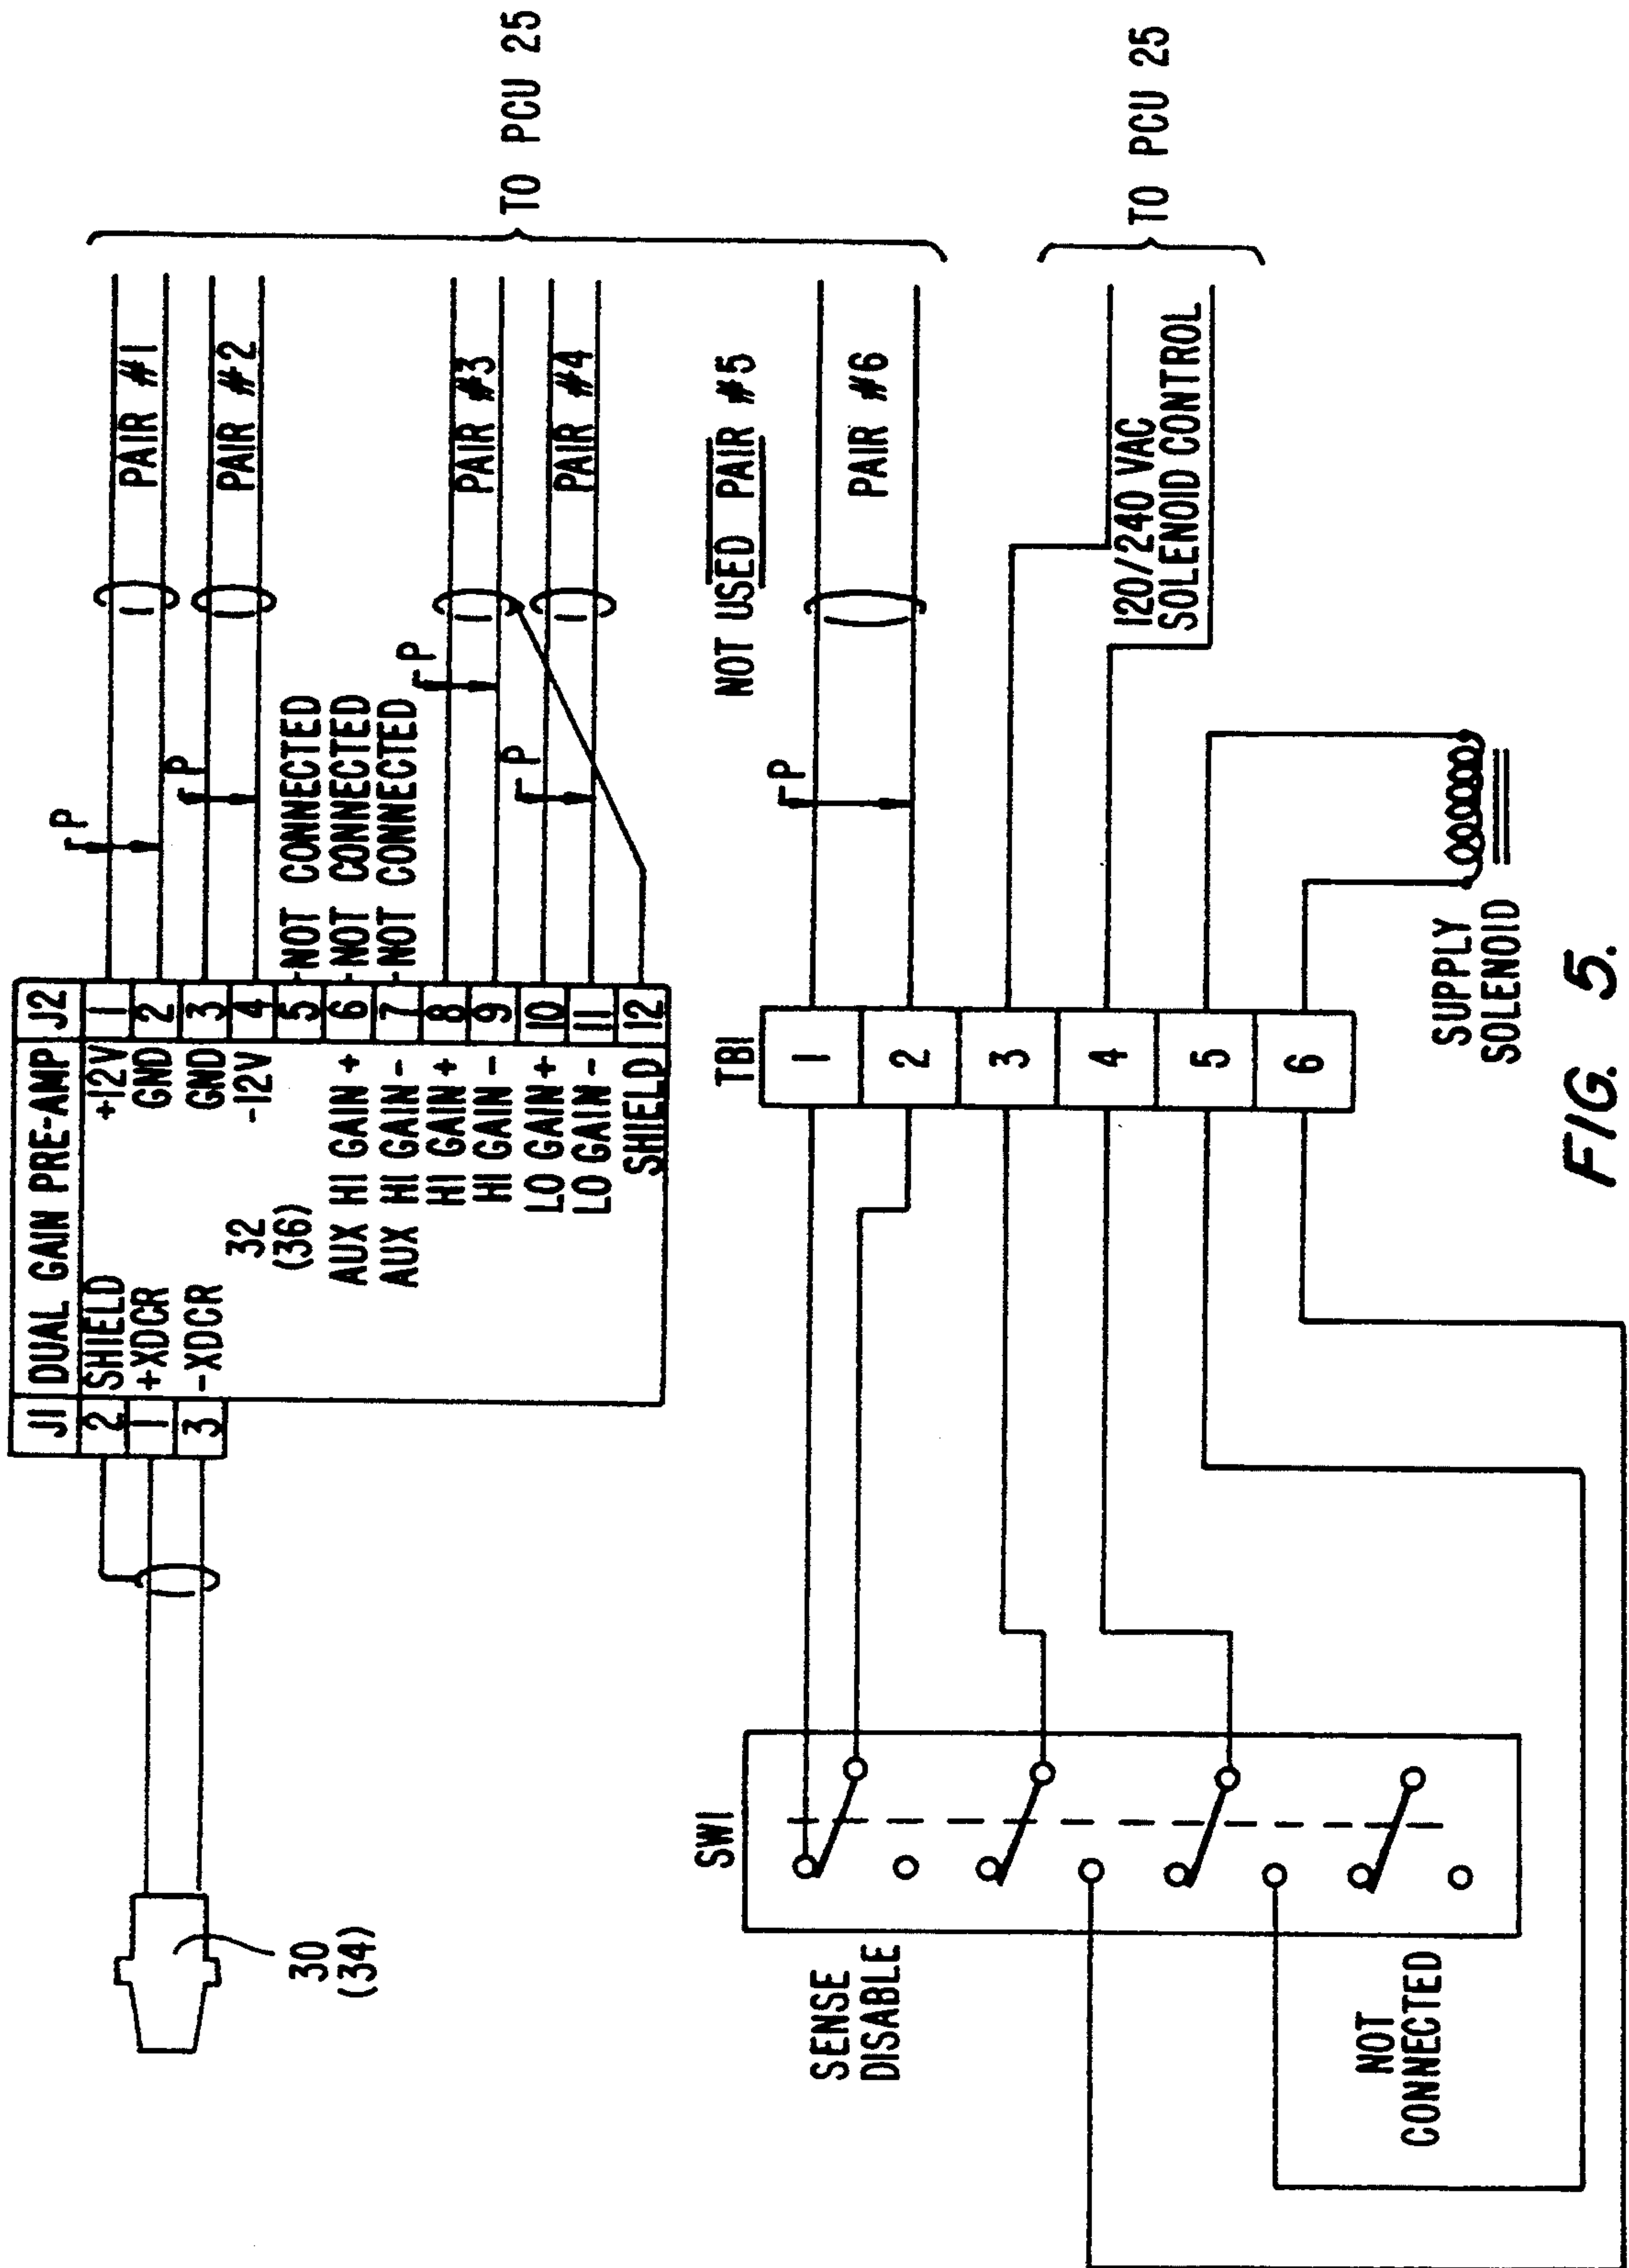 J1 DUAL GAIN PRE-AMP J2
2 SHIELD +12V 1
1 +XDCR GND 2
3 -XDCR GND 3
-12V 4
5 NOT CONNECTED
AUX HI GAIN + 6 NOT CONNECTED
AUX HI GAIN - 7 NOT CONNECTED
HI GAIN + 8
HI GAIN - 9
LO GAIN + 10
LO GAIN - 11
SHIELD 12
32
(36)
30
(34)
P
PAIR #1
P
PAIR #2
P
PAIR #3
P
PAIR #4
TO PCU 25
NOT USED PAIR #5
P
PAIR #6
TB1
1
2
3
4
5
6
120/240 VAC
SOLENOID CONTROL
TO PCU 25
SW1
SENSE
DISABLE
NOT
CONNECTED
SUPPLY
SOLENOID
FIG. 5.